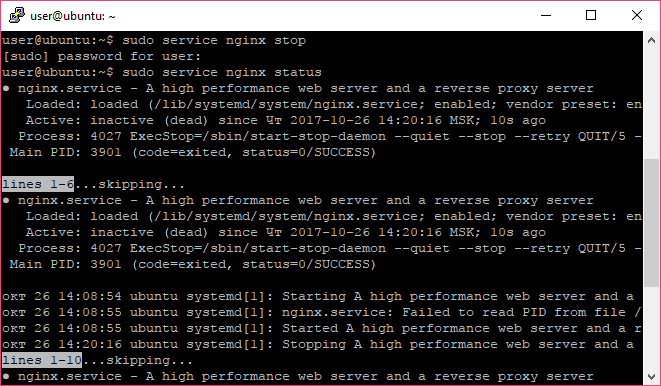 user@ubuntu: ~
user@ubuntu:~$ sudo service nginx stop
[sudo] password for user:
user@ubuntu:~$ sudo service nginx status
● nginx.service - A high performance web server and a reverse proxy server
   Loaded: loaded (/lib/systemd/system/nginx.service; enabled; vendor preset: en
   Active: inactive (dead) since Чт 2017-10-26 14:20:16 MSK; 10s ago
  Process: 4027 ExecStop=/sbin/start-stop-daemon --quiet --stop --retry QUIT/5 -
 Main PID: 3901 (code=exited, status=0/SUCCESS)
lines 1-6...skipping...
● nginx.service - A high performance web server and a reverse proxy server
   Loaded: loaded (/lib/systemd/system/nginx.service; enabled; vendor preset: en
   Active: inactive (dead) since Чт 2017-10-26 14:20:16 MSK; 10s ago
  Process: 4027 ExecStop=/sbin/start-stop-daemon --quiet --stop --retry QUIT/5 -
 Main PID: 3901 (code=exited, status=0/SUCCESS)
окт 26 14:08:54 ubuntu systemd[1]: Starting A high performance web server and a
окт 26 14:08:55 ubuntu systemd[1]: nginx.service: Failed to read PID from file /
окт 26 14:08:55 ubuntu systemd[1]: Started A high performance web server and a r
окт 26 14:20:16 ubuntu systemd[1]: Stopping A high performance web server and a
lines 1-10...skipping...
● nginx.service - A high performance web server and a reverse proxy server